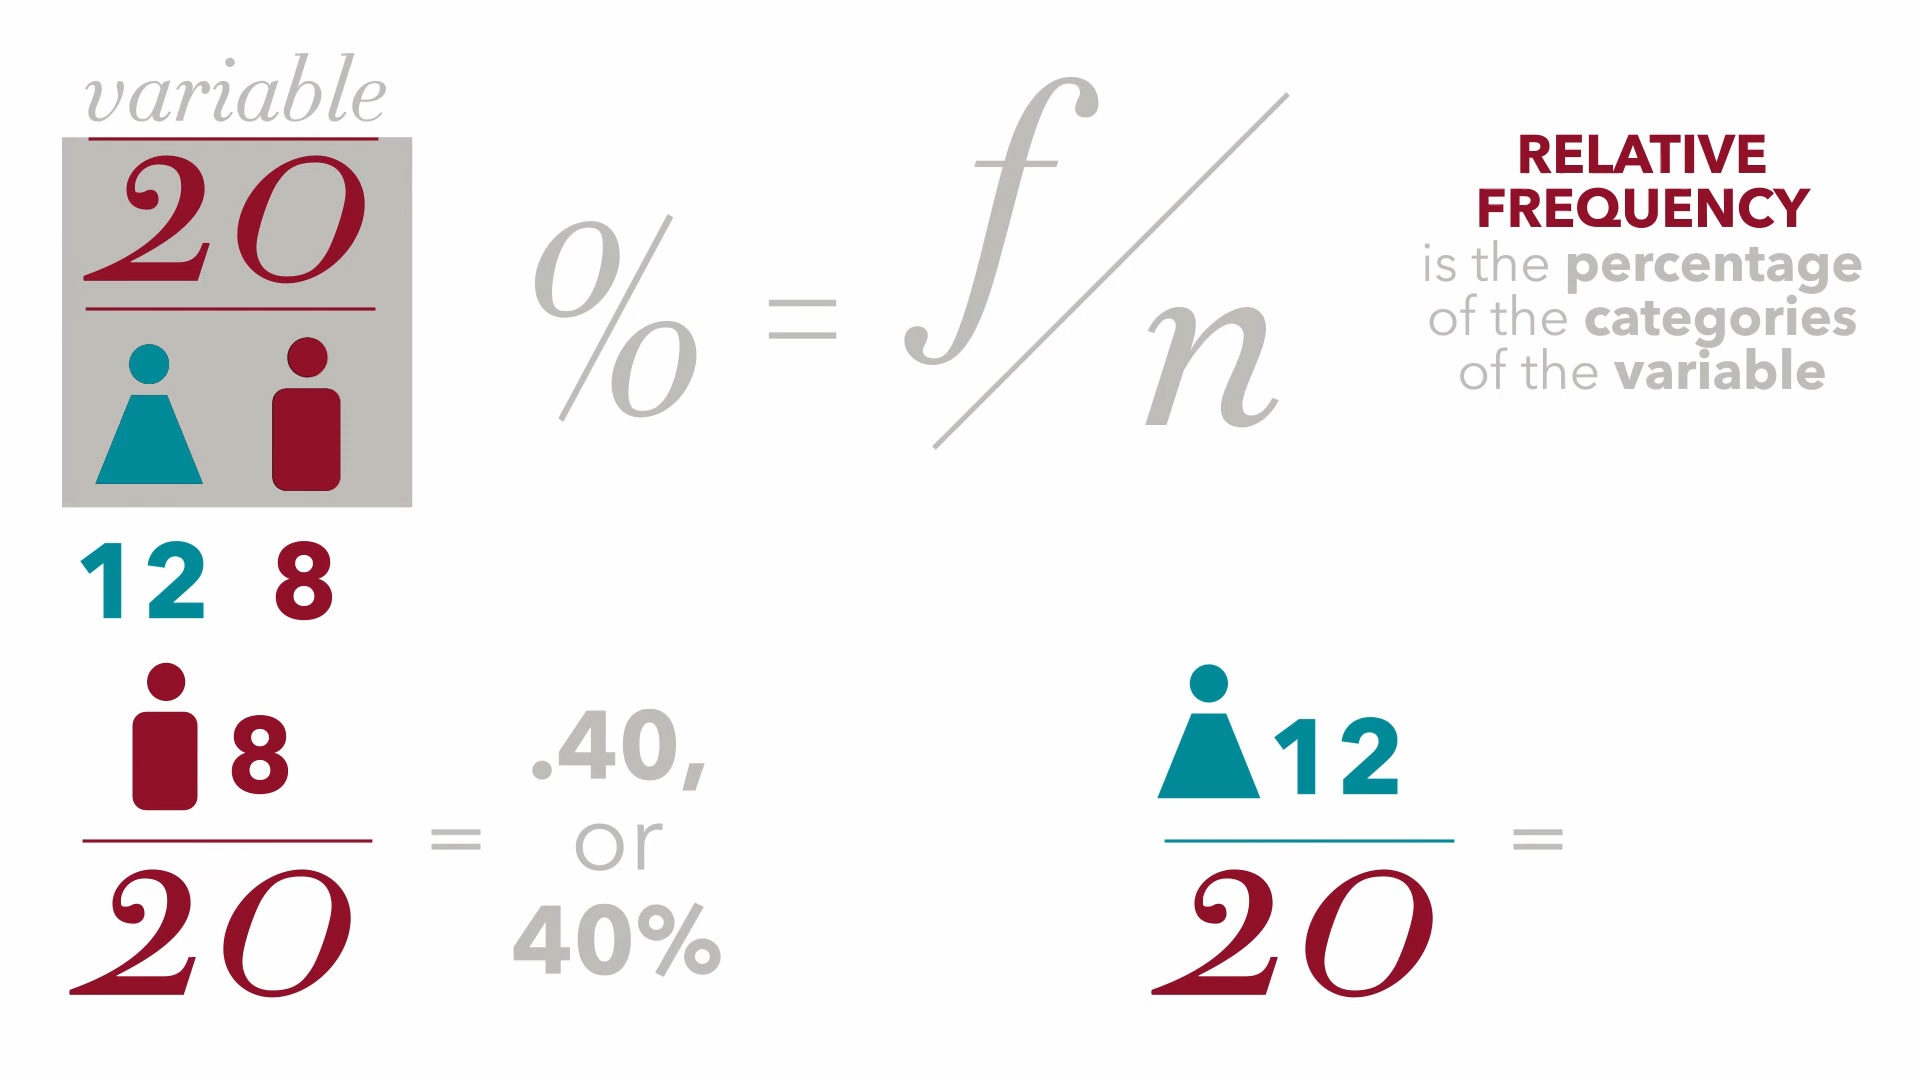 variable
20
12 8
% = f/n
RELATIVE
FREQUENCY
is the percentage
of the categories
of the variable
8
20
=
.40,
or
40%
12
20
=